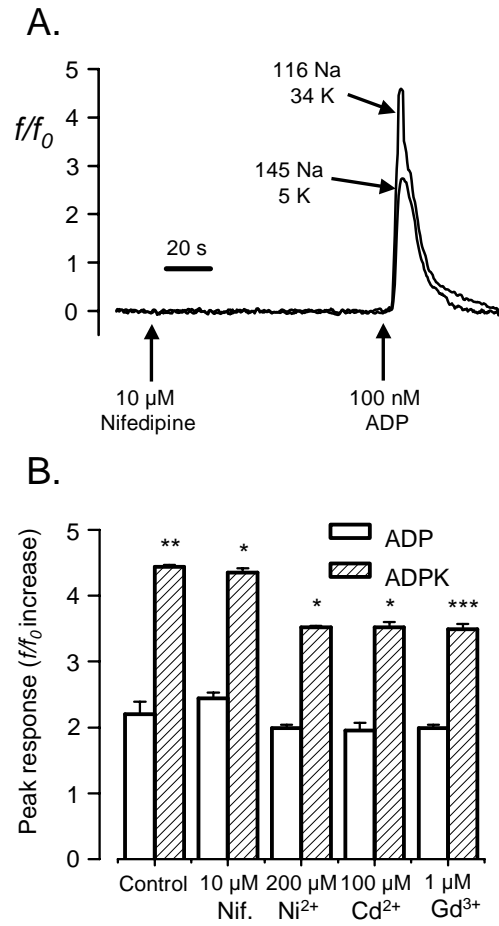 A.
5
4
3
2
1
0
f/f0
116 Na
34 K
145 Na
5 K
20 s
10 µM
Nifedipine
100 nM
ADP
B.
Peak response (f/f0 increase)
5
4
3
2
1
0
ADP
ADPK
**
*
*
*
***
Control
10 µM
Nif.
200 µM
Ni²⁺
100 µM
Cd²⁺
1 µM
Gd³⁺